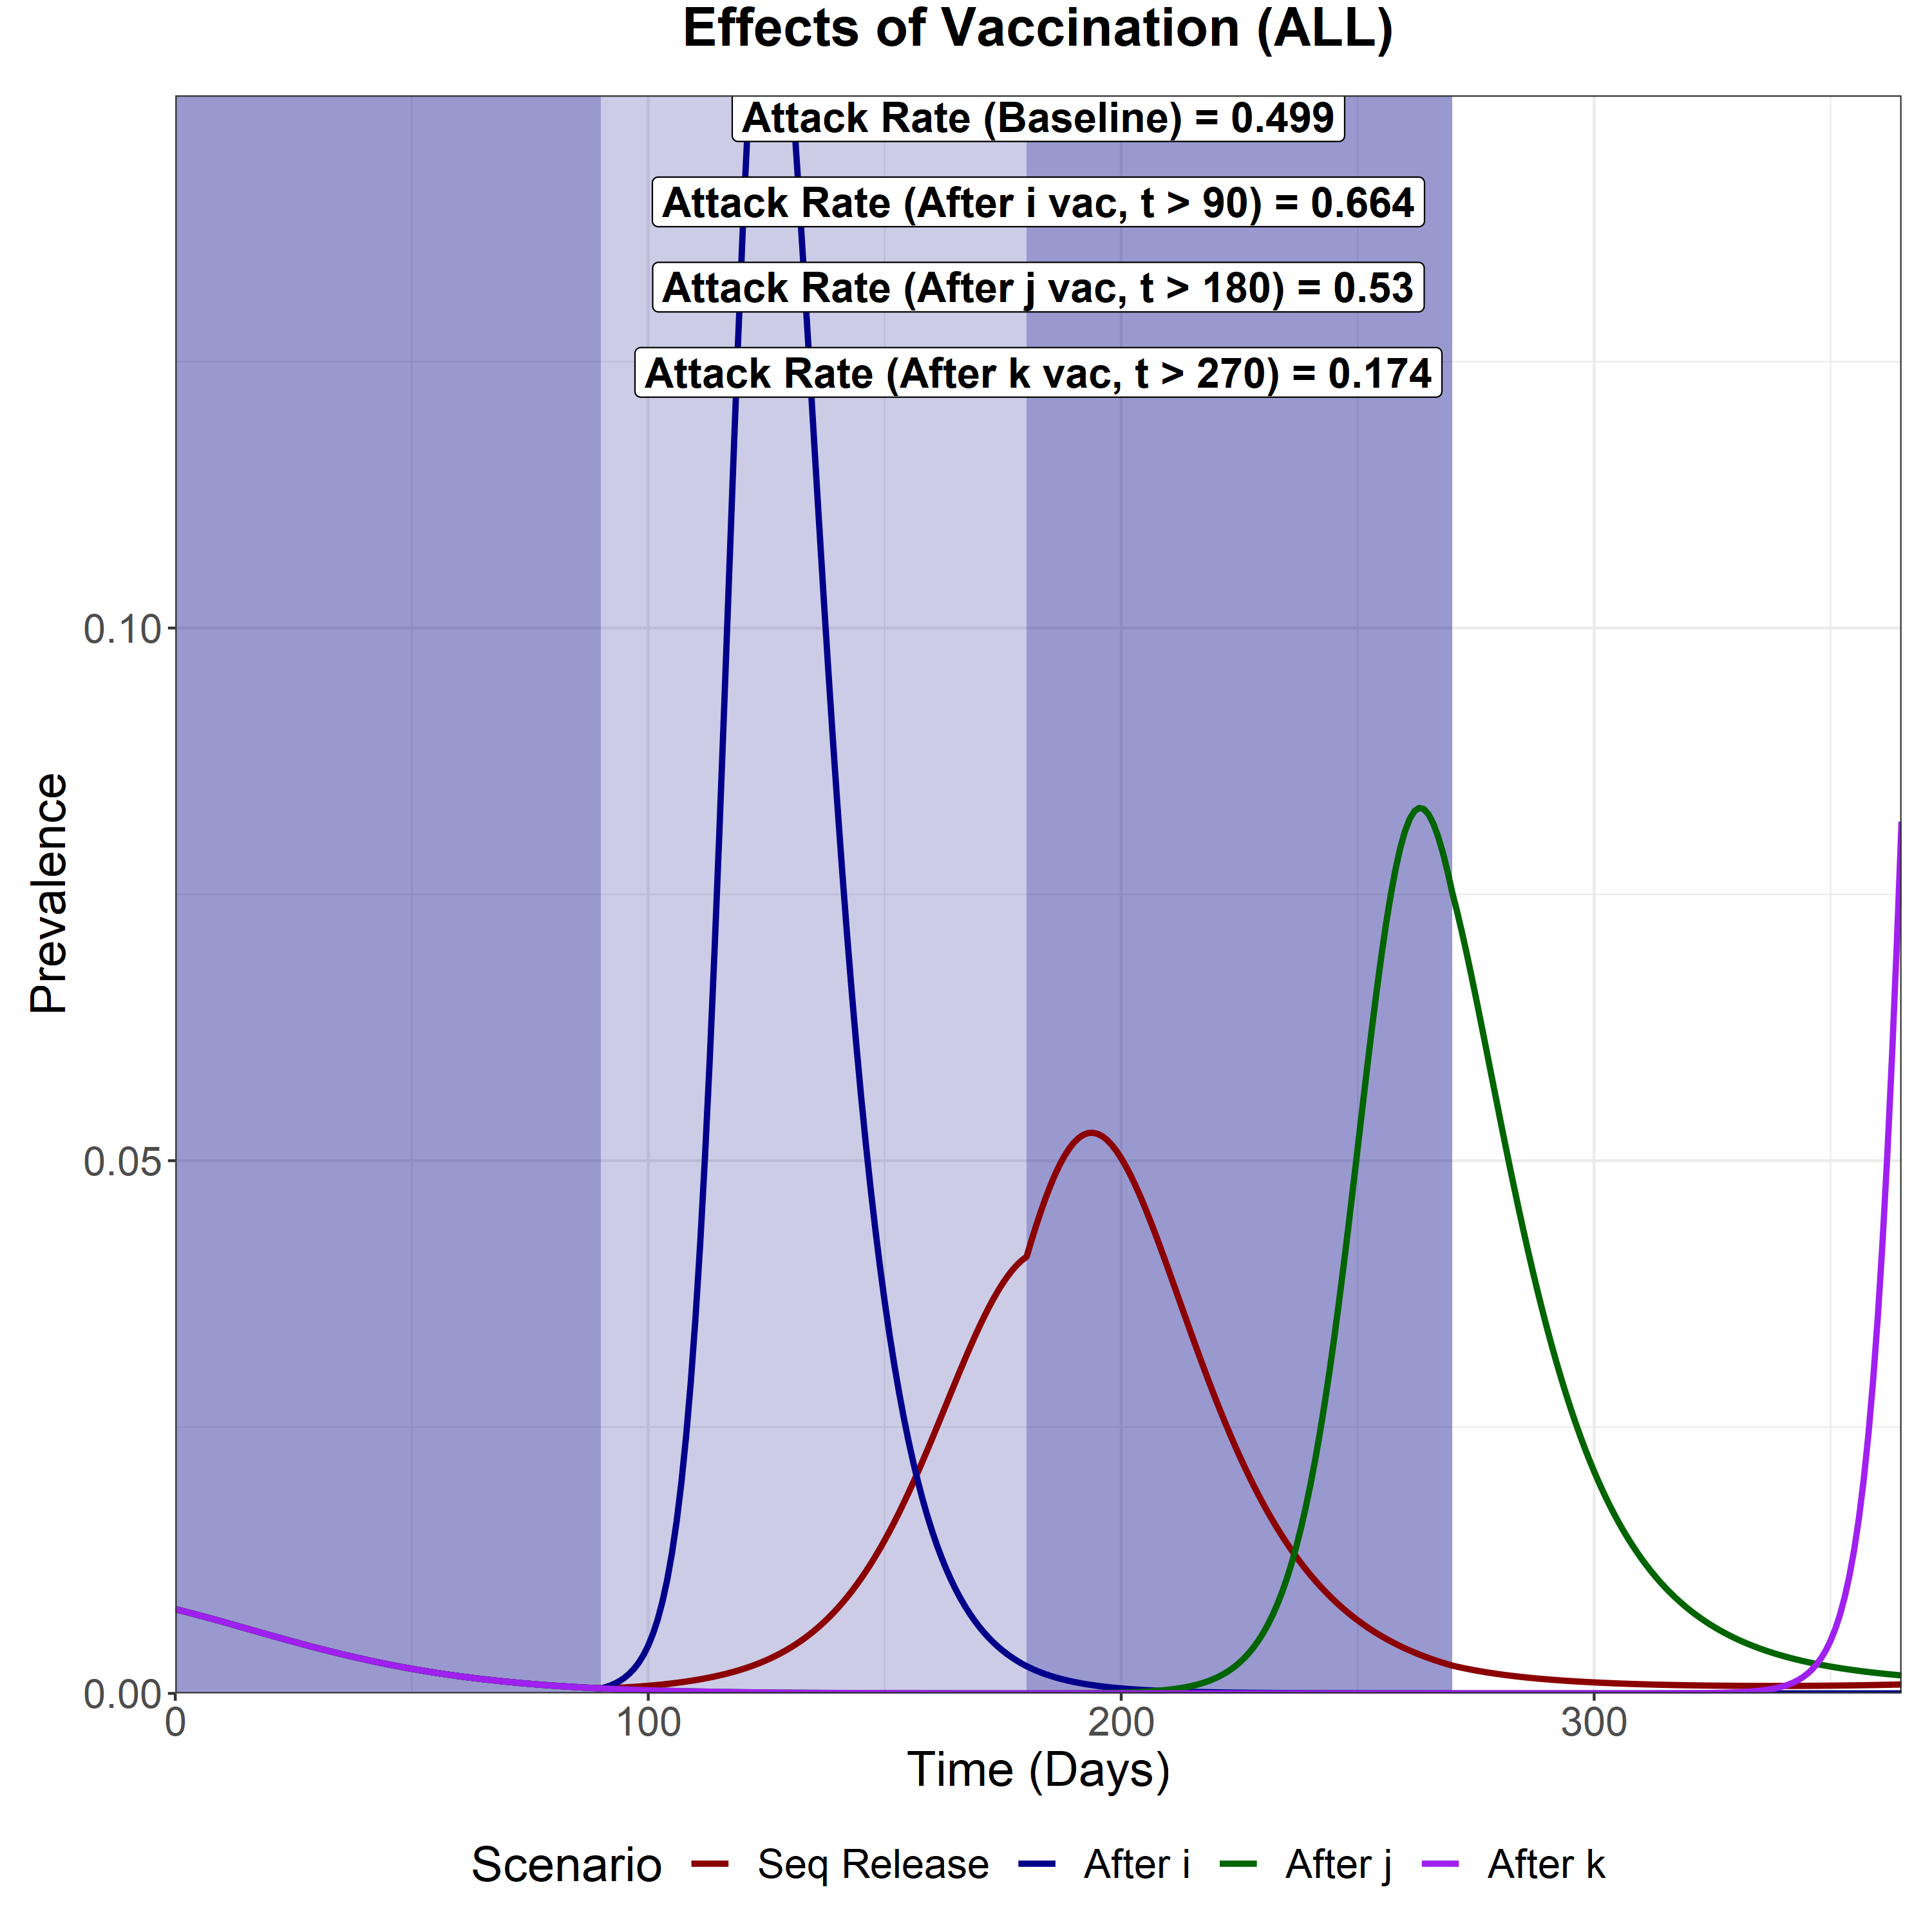 Effects of Vaccination (ALL)
Attack Rate (Baseline) = 0.499
Attack Rate (After i vac, t > 90) = 0.664
Attack Rate (After j vac, t > 180) = 0.53
Attack Rate (After k vac, t > 270) = 0.174
Prevalence
0.10
0.05
0.00
0 100 200 300
Time (Days)
Scenario Seq Release After i After j After k